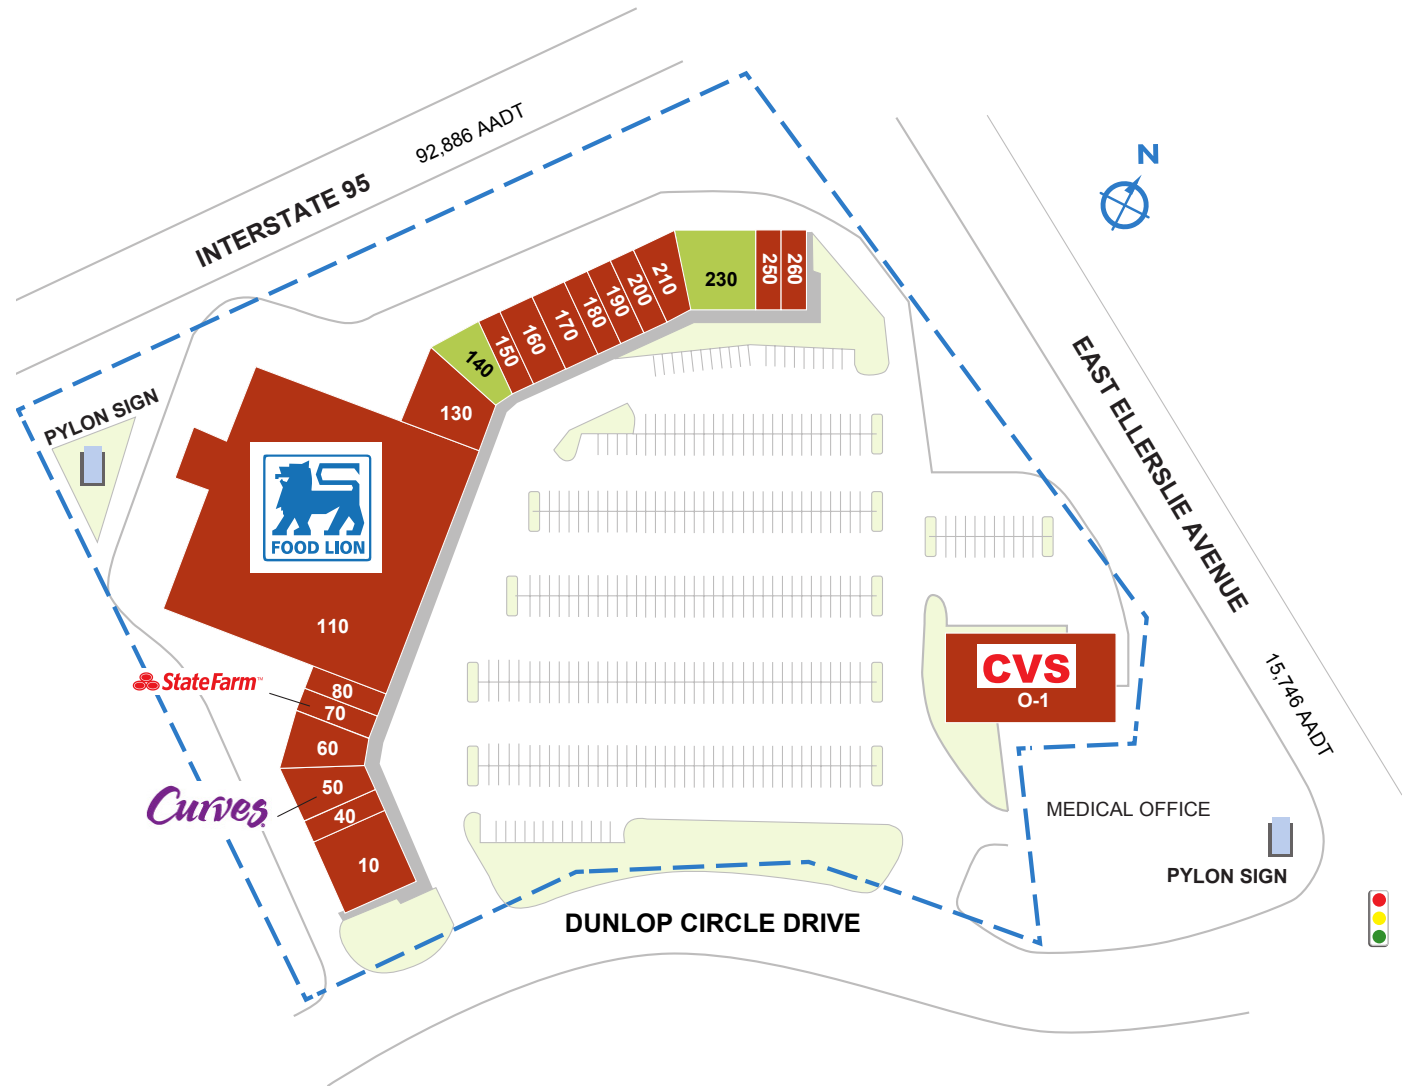 92,886 AADT
INTERSTATE 95
N
PYLON SIGN
260
250
230
210
200
190
180
170
160
150
140
130
FOOD LION
110
EAST ELLERSLIE AVENUE
15,746 AADT
StateFarm™
80
70
60
Curves
50
40
10
CVS
O-1
MEDICAL OFFICE
PYLON SIGN
DUNLOP CIRCLE DRIVE